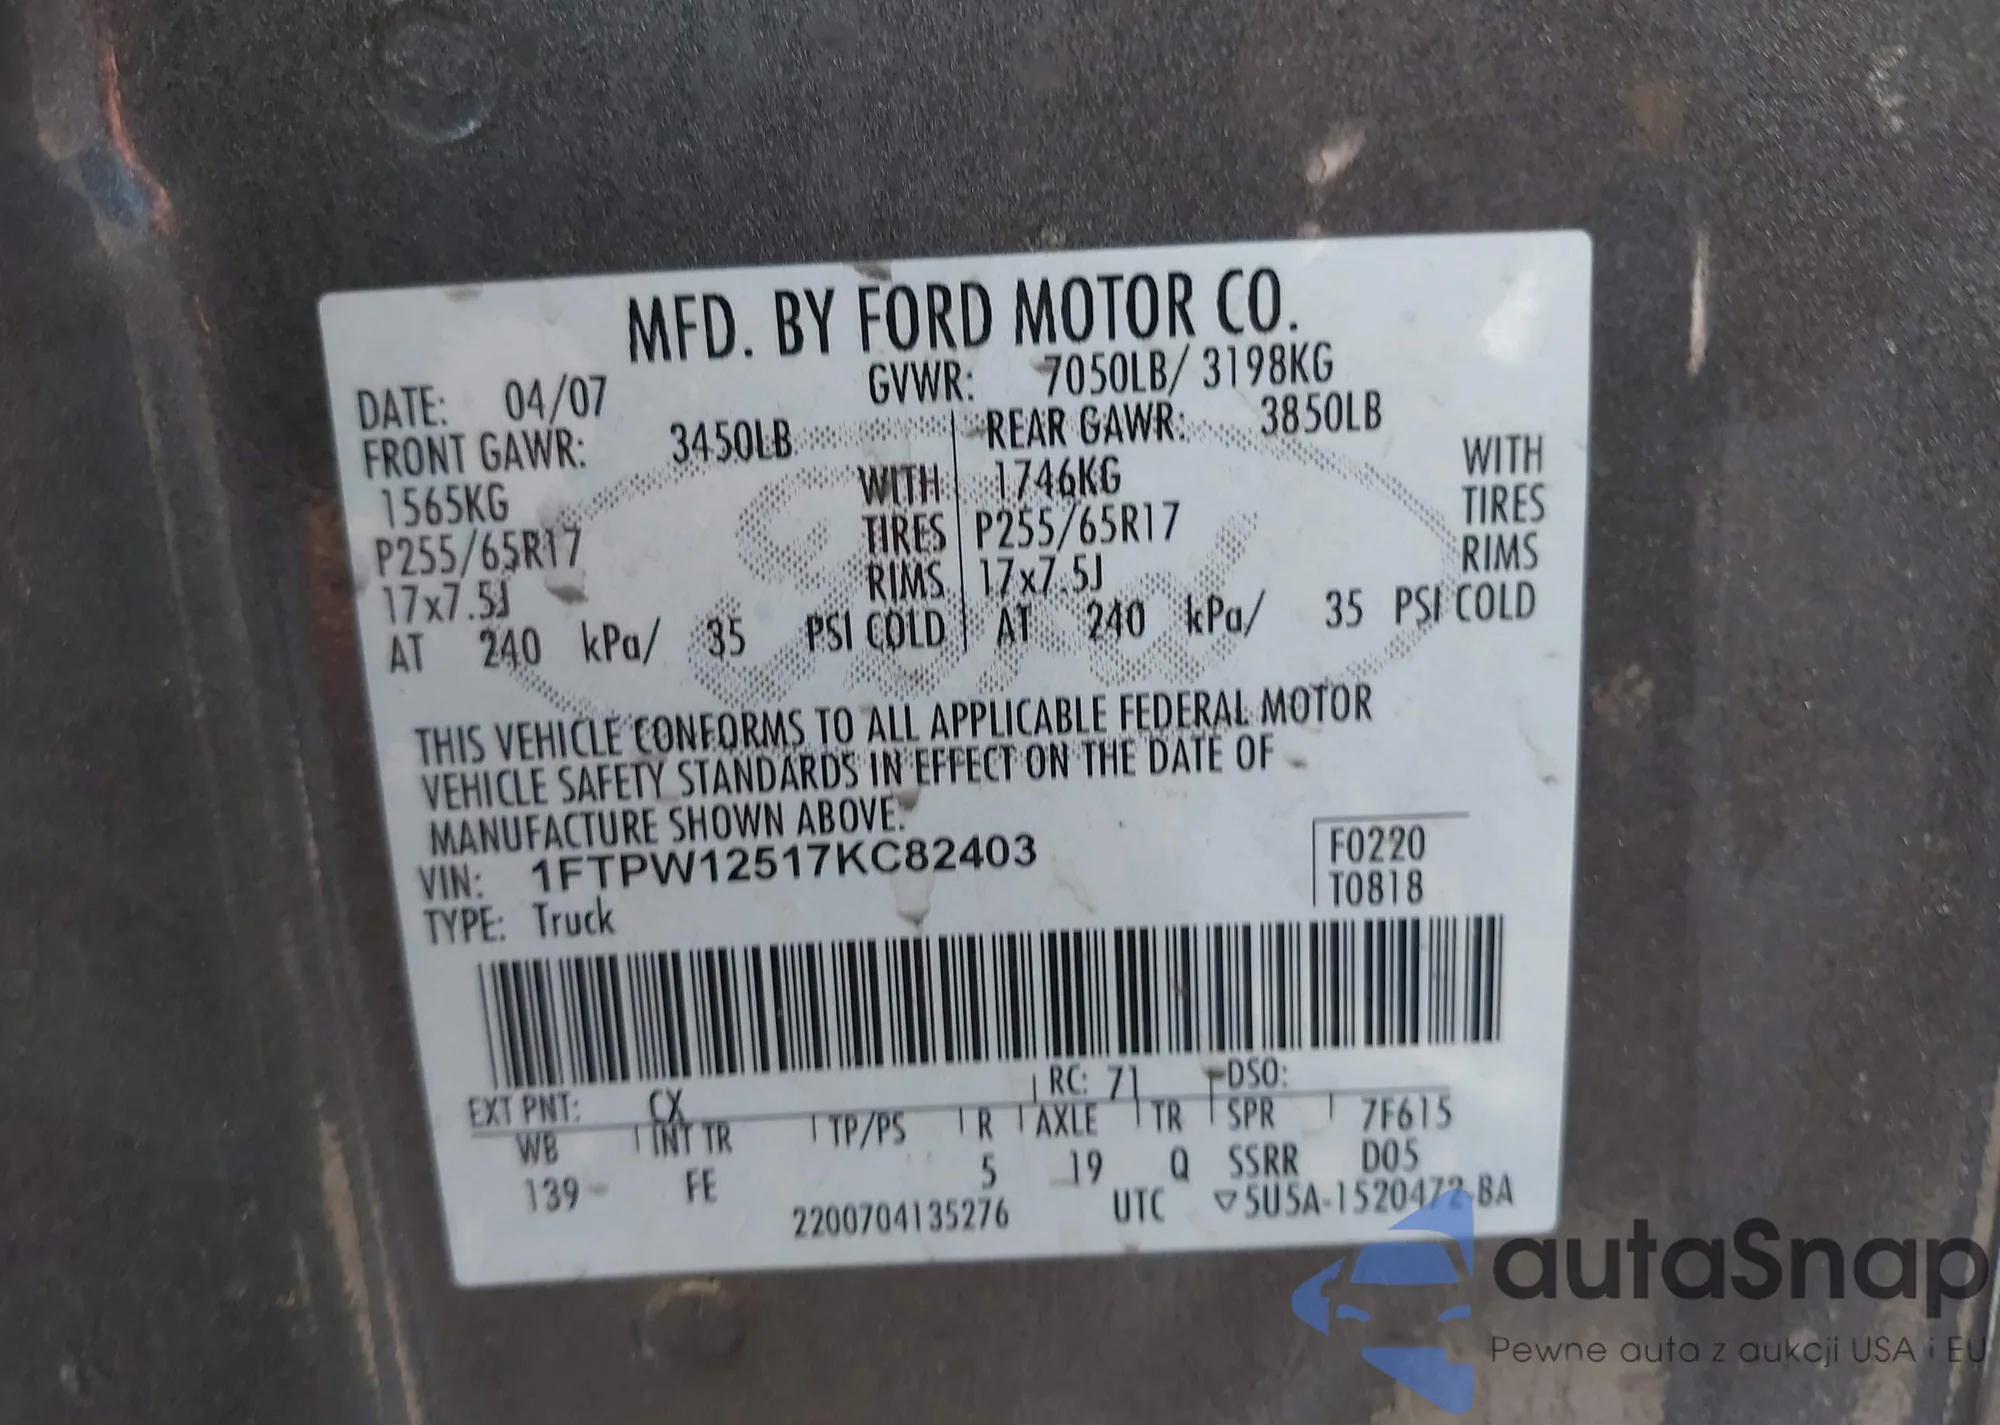 MFD. BY FORD MOTOR CO.
DATE: 04/07 GVWR: 7050LB/ 3198KG
FRONT GAWR: 3450LB REAR GAWR: 3850LB
1565KG WITH 1746KG WITH
P255/65R17 TIRES P255/65R17 TIRES
17x7.5J RIMS 17x7.5J RIMS
AT 240 kPa/ 35 PSI COLD AT 240 kPa/ 35 PSI COLD
Ford
THIS VEHICLE CONFORMS TO ALL APPLICABLE FEDERAL MOTOR
VEHICLE SAFETY STANDARDS IN EFFECT ON THE DATE OF
MANUFACTURE SHOWN ABOVE.
VIN: 1FTPW12517KC82403 F0220
TYPE: Truck T0818
EXT PNT: CX RC: 71 DSO:
WB INT TR TP/PS R AXLE TR SPR 7F615
139 FE 5 19 Q SSRR D05
2200704135276 UTC ▽5U5A-1520472-BA
autaSnap
Pewne auta z aukcji USA i EU